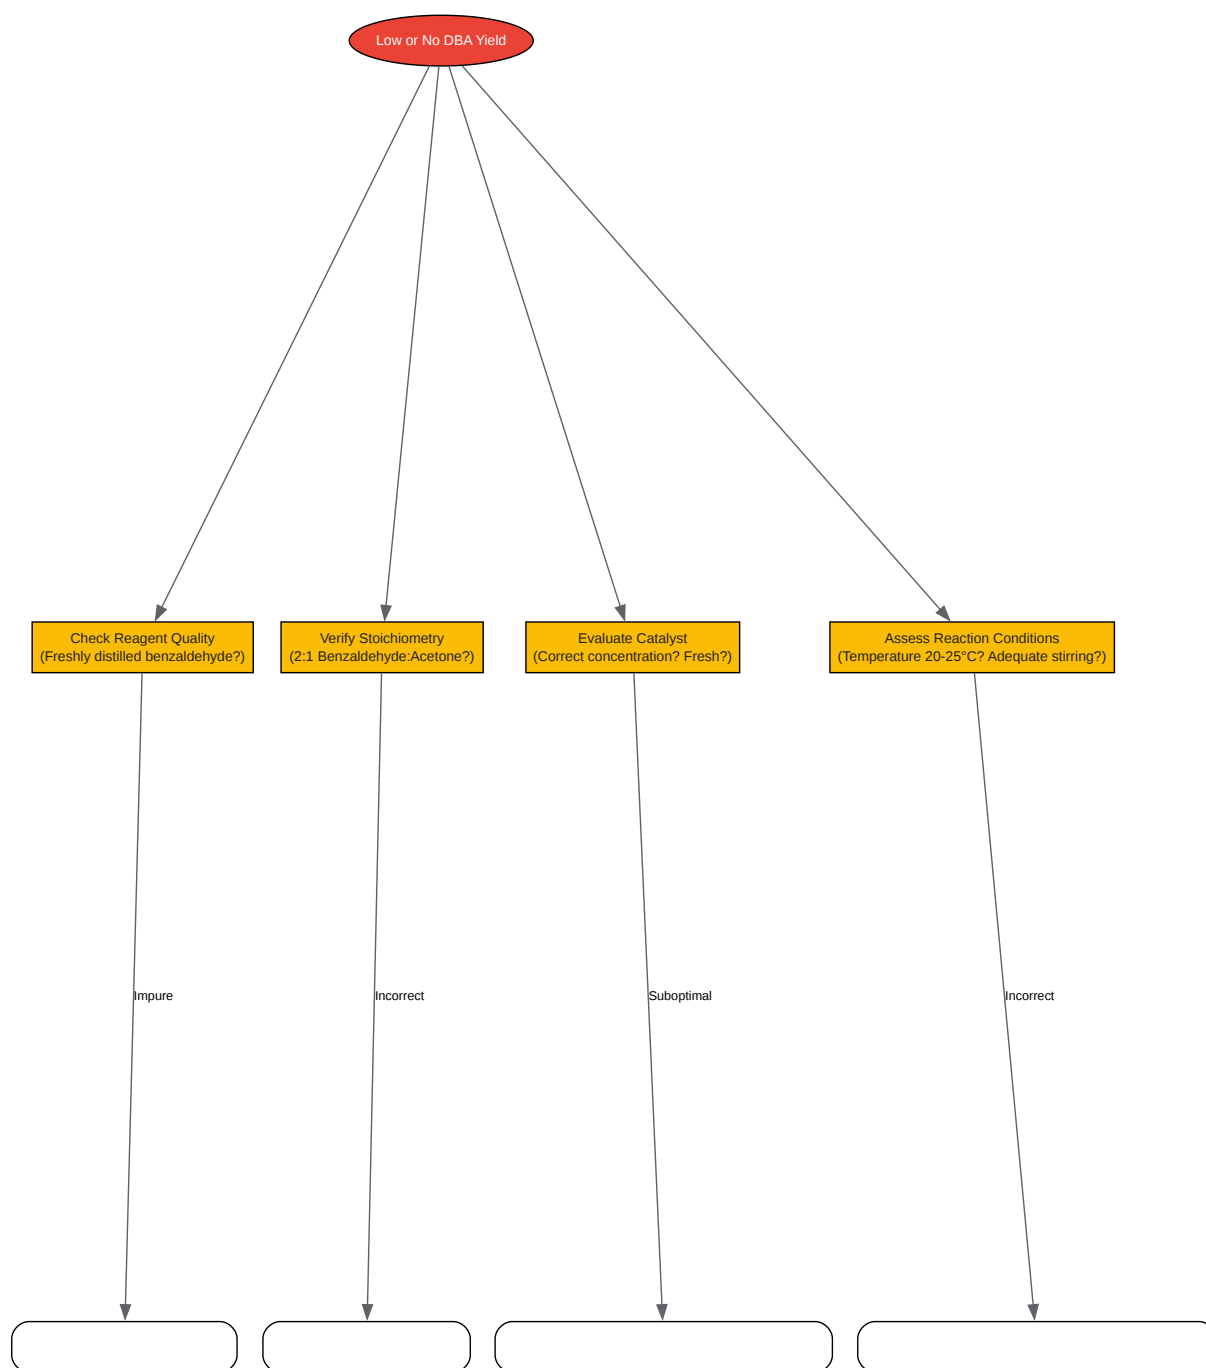 Low or No DBA Yield
Check Reagent Quality
(Freshly distilled benzaldehyde?)
Verify Stoichiometry
(2:1 Benzaldehyde:Acetone?)
Evaluate Catalyst
(Correct concentration? Fresh?)
Assess Reaction Conditions
(Temperature 20-25°C? Adequate stirring?)
Impure
Incorrect
Suboptimal
Incorrect